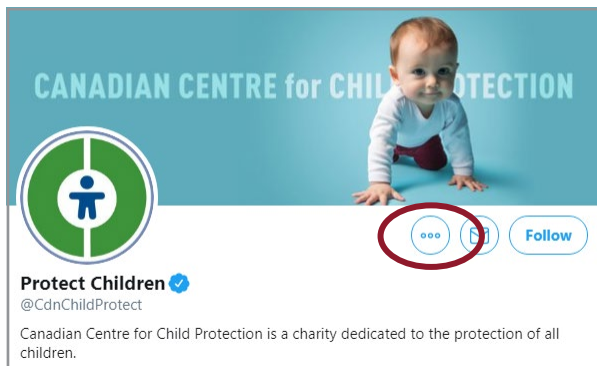 CANADIAN CENTRE for CHILD PROTECTION
Follow
Protect Children
@CdnChildProtect
Canadian Centre for Child Protection is a charity dedicated to the protection of all
children.